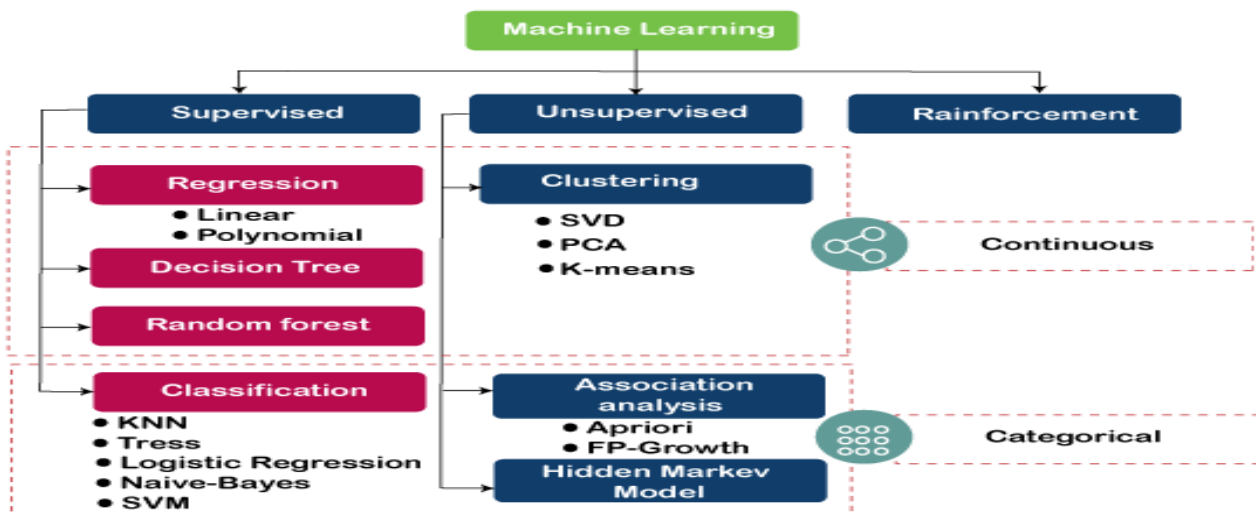 Machine Learning
Supervised
Unsupervised
Rainforcement
Regression
● Linear
● Polynomial
Decision Tree
Random forest
Clustering
● SVD
● PCA
● K-means
Continuous
Classification
● KNN
● Tress
● Logistic Regression
● Naive-Bayes
● SVM
Association
analysis
● Apriori
● FP-Growth
Hidden Markev
Model
Categorical